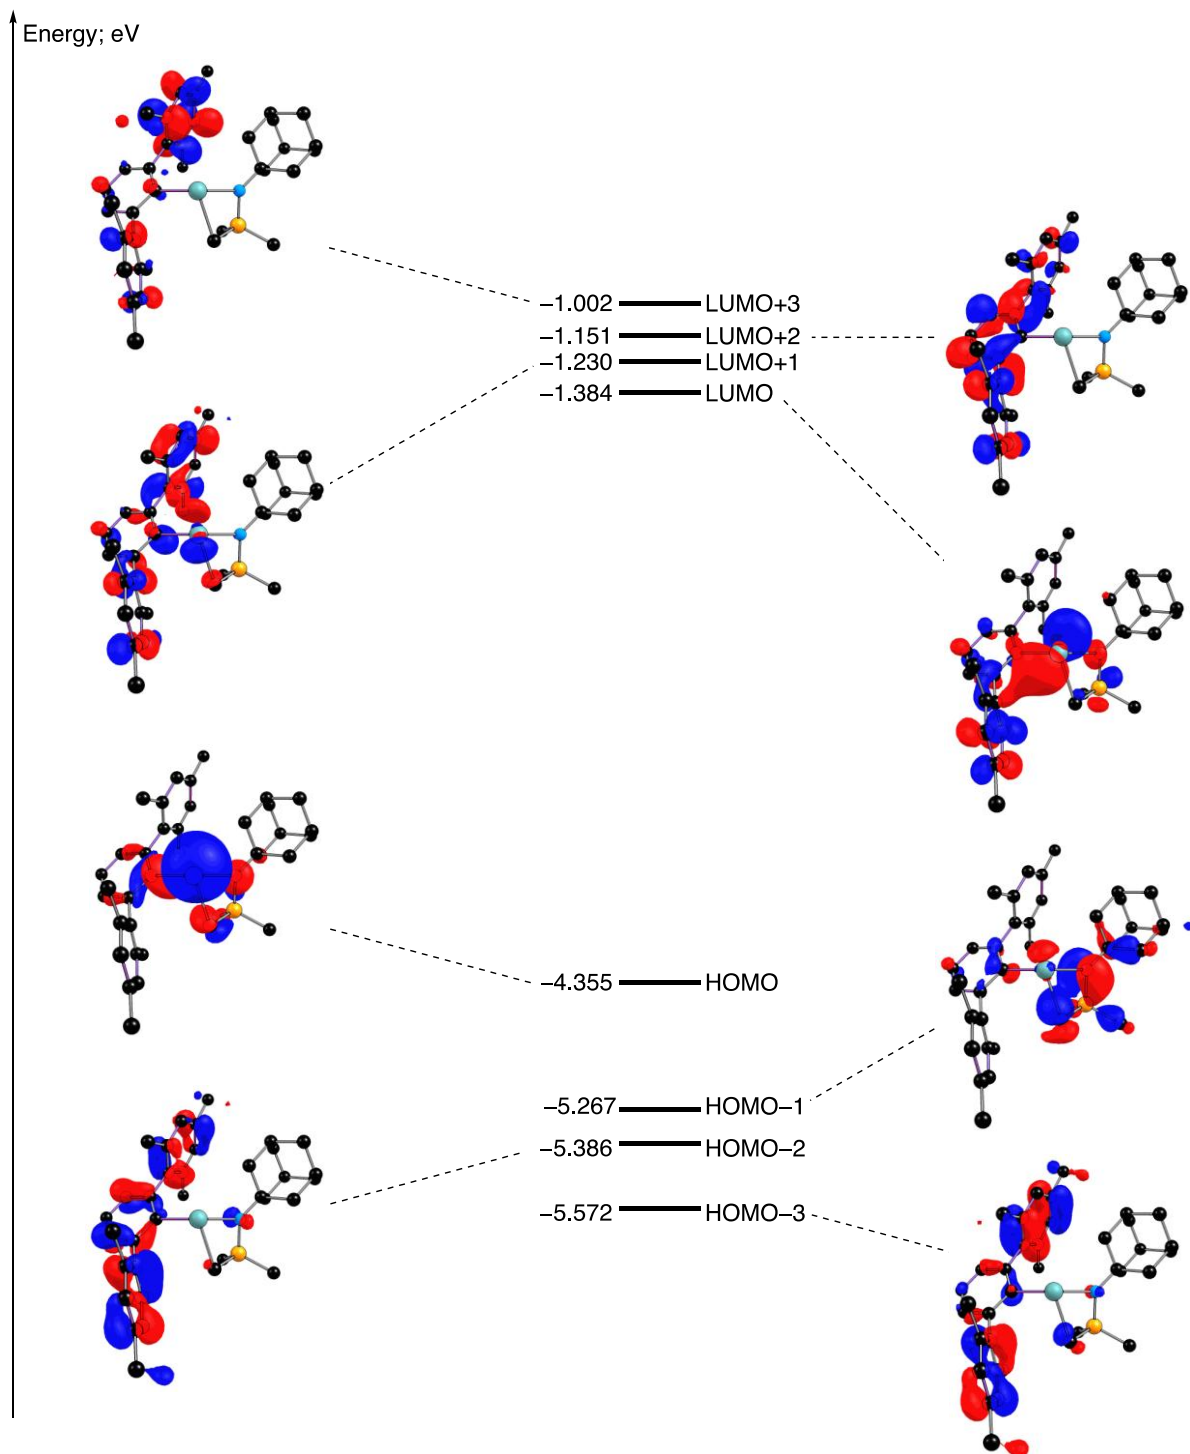 Energy; eV
−1.002 LUMO+3
−1.151 LUMO+2
−1.230 LUMO+1
−1.384 LUMO
−4.355 HOMO
−5.267 HOMO−1
−5.386 HOMO−2
−5.572 HOMO−3